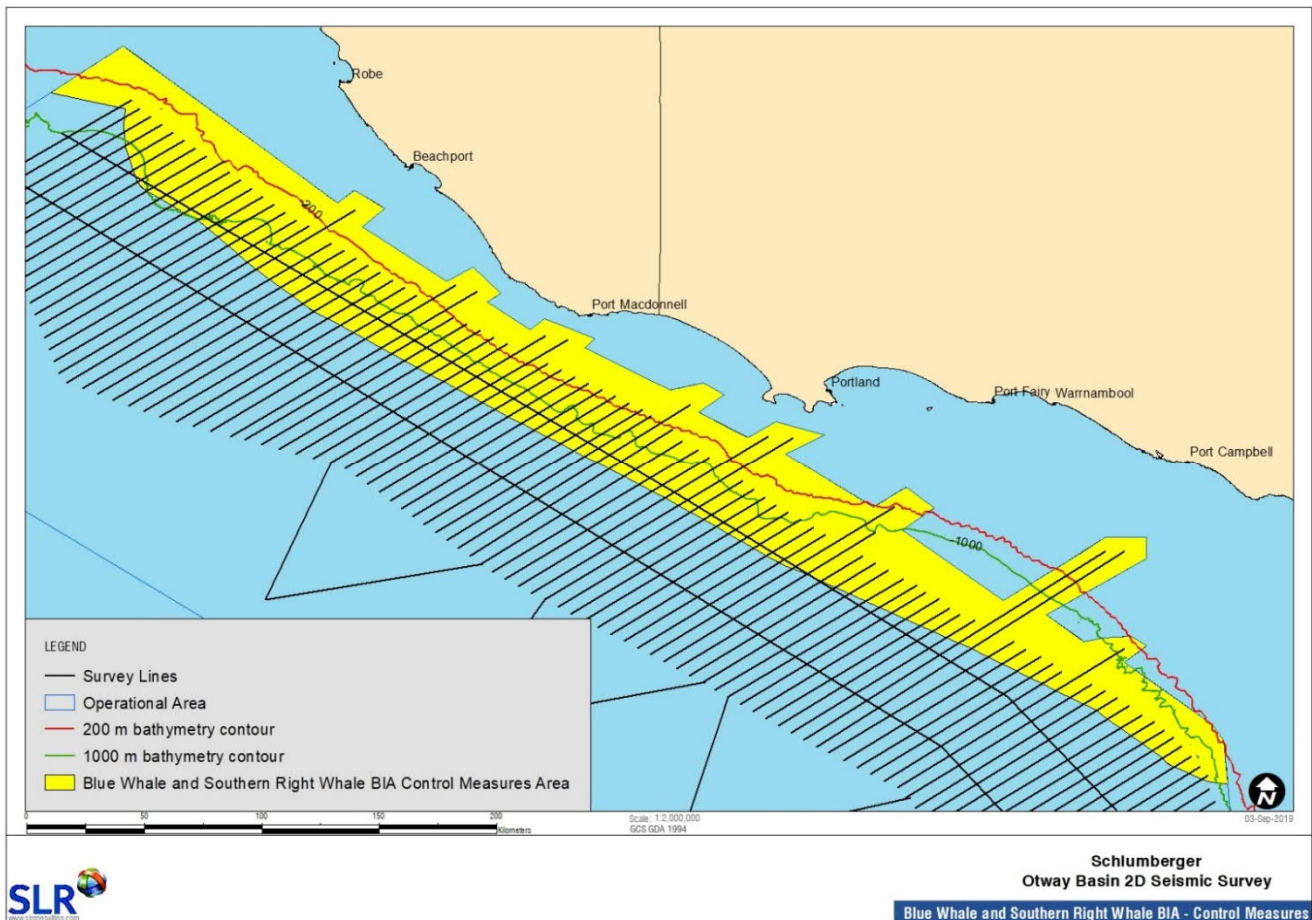 Robe
Beachport
-200
Port Macdonnell
Portland
Port Fairy Warrnambool
Port Campbell
-1000
LEGEND
Survey Lines
Operational Area
200 m bathymetry contour
1000 m bathymetry contour
Blue Whale and Southern Right Whale BIA Control Measures Area
N
0 50 100 150 200
Kilometers
Scale: 1:2,000,000
GCS GDA 1994
03-Sep-2019
SLR
www.slrconsulting.com
Schlumberger
Otway Basin 2D Seismic Survey
Blue Whale and Southern Right Whale BIA - Control Measures